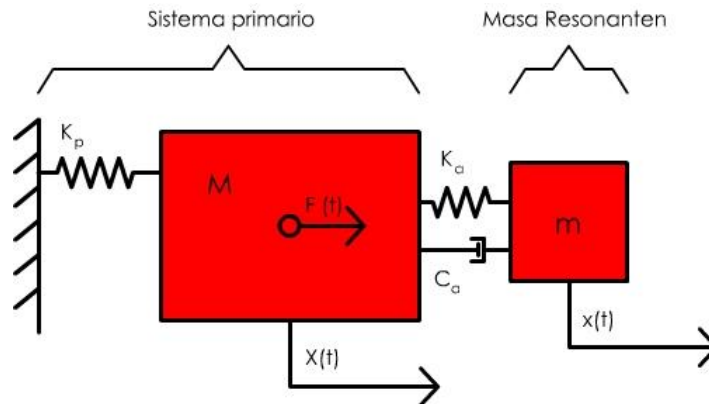 Sistema primario
Masa Resonanten
K_p
M
F (t)
K_a
C_a
m
X(t)
x(t)